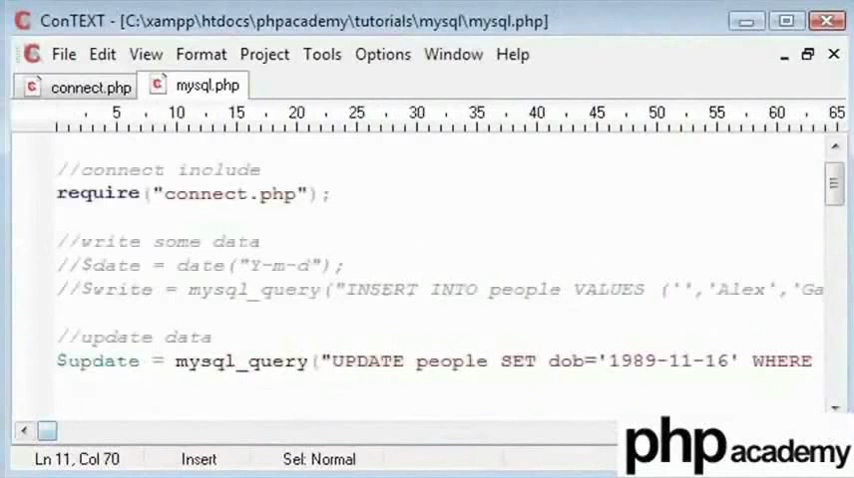 ConTEXT - [C:\xampp\htdocs\phpacademy\tutorials\mysql\mysql.php]
File Edit View Format Project Tools Options Window Help
connect.php mysql.php
5 10 15 20 25 30 35 40 45 50 55 60 65
//connect include
require("connect.php");
//write some data
//$date = date("Y-m-d");
//$write = mysql_query("INSERT INTO people VALUES ('','Alex','Ga
//update data
$update = mysql_query("UPDATE people SET dob='1989-11-16' WHERE
Ln 11, Col 70 Insert Sel: Normal
php academy